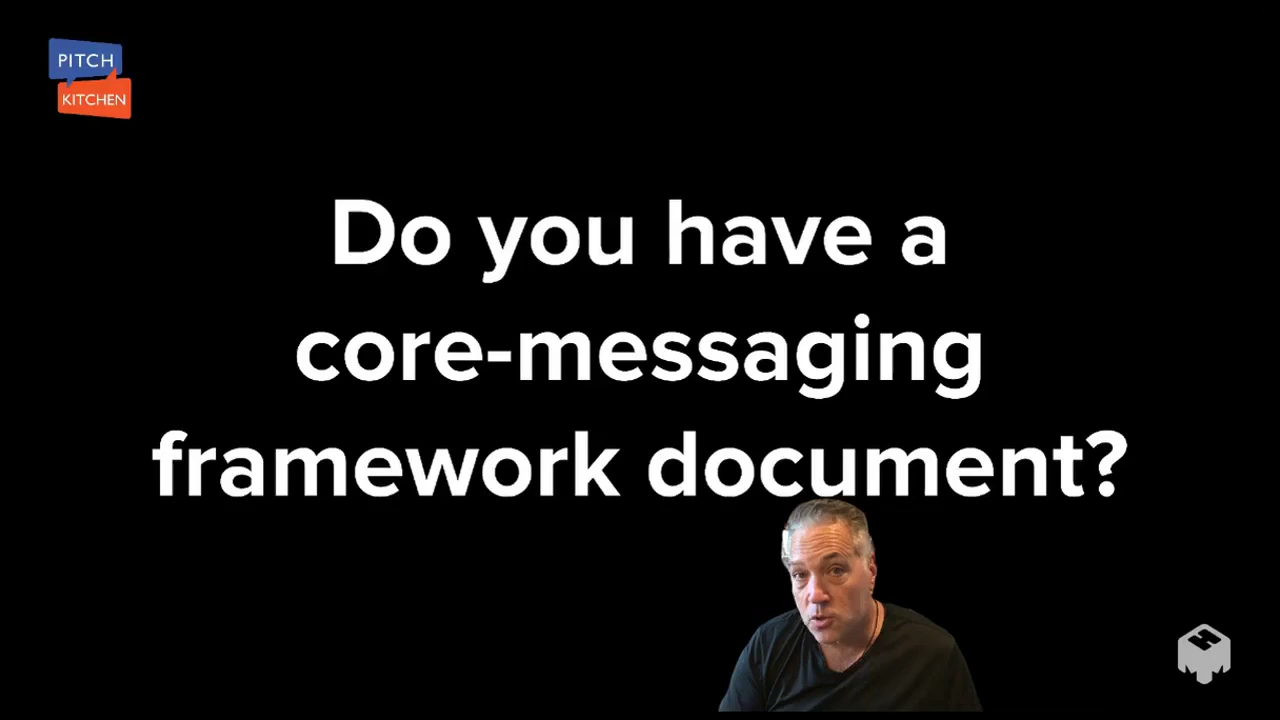 PITCH
KITCHEN
Do you have a
core-messaging
framework document?